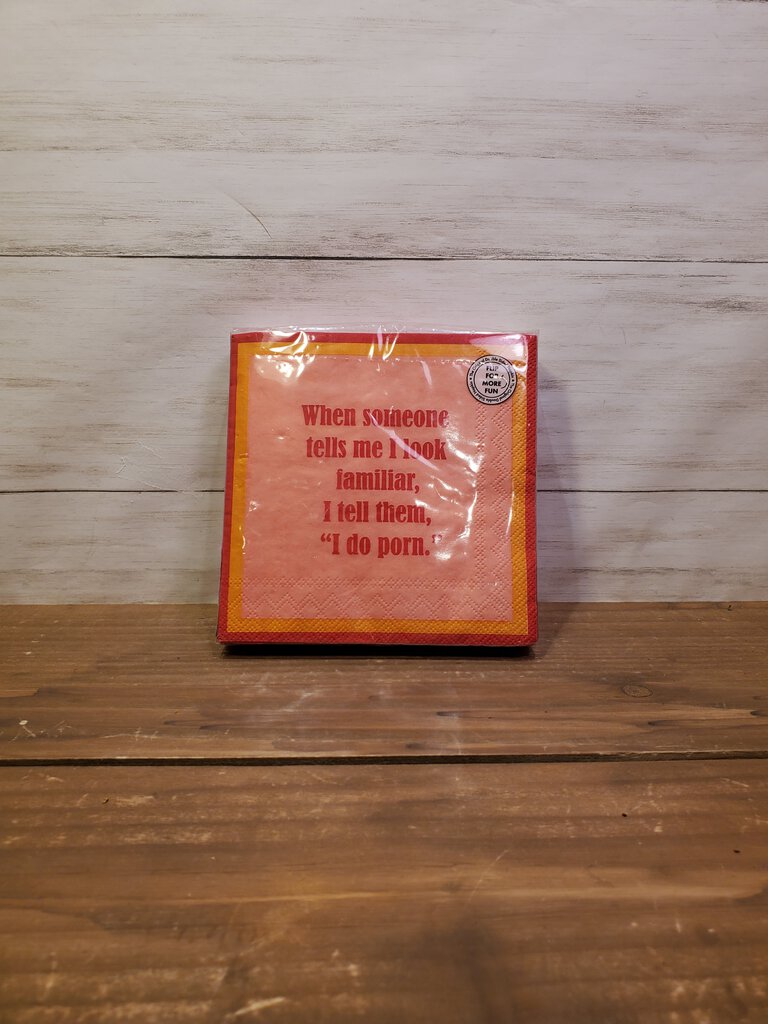 When someone
tells me I look
familiar,
I tell them,
“I do porn.”
FLIP
FOR
MORE
FUN